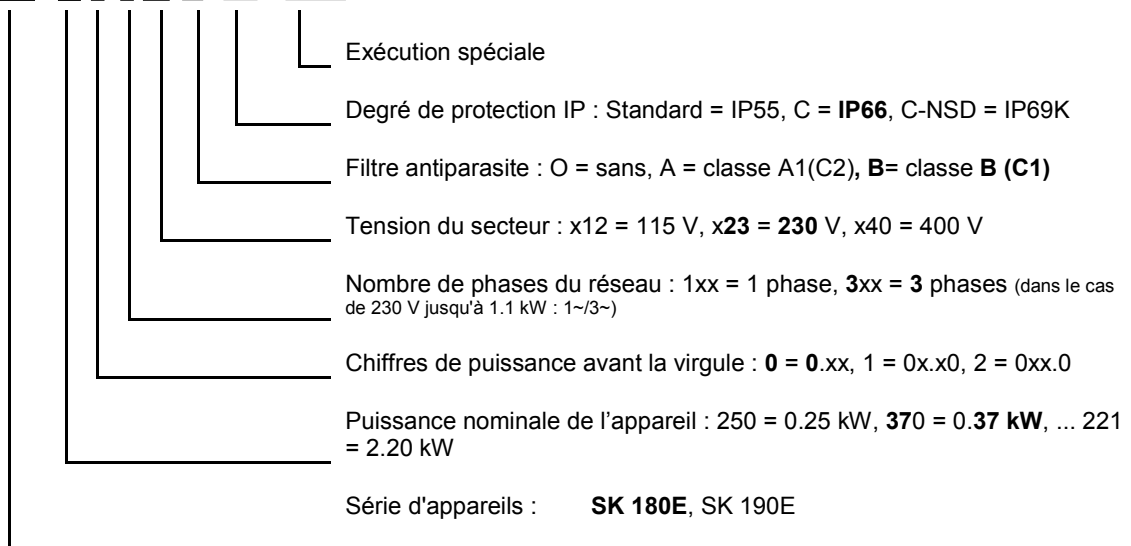 Exécution spéciale
Degré de protection IP : Standard = IP55, C = IP66, C-NSD = IP69K
Filtre antiparasite : O = sans, A = classe A1(C2), B= classe B (C1)
Tension du secteur : x12 = 115 V, x23 = 230 V, x40 = 400 V
Nombre de phases du réseau : 1xx = 1 phase, 3xx = 3 phases (dans le cas
de 230 V jusqu'à 1.1 kW : 1~/3~)
Chiffres de puissance avant la virgule : 0 = 0.xx, 1 = 0x.x0, 2 = 0xx.0
Puissance nominale de l’appareil : 250 = 0.25 kW, 370 = 0.37 kW, ... 221
= 2.20 kW
Série d'appareils : SK 180E, SK 190E